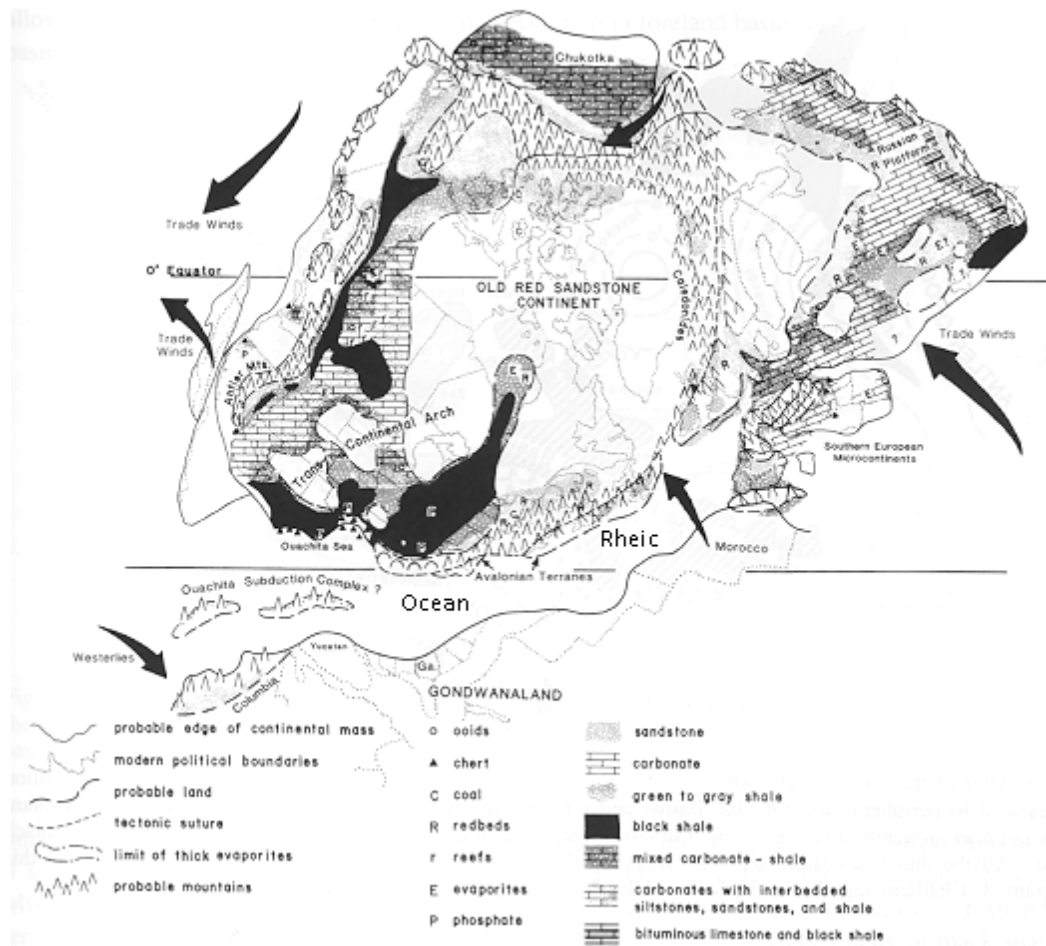 Chukotka
Russian
Platform
Trade Winds
O° Equator
OLD RED SANDSTONE
CONTINENT
Caledonides
Trade
Winds
Trade Winds
Antler Mts
Trans Continental Arch
Southern European
Microcontinents
Ouachita Sea
Rheic
Morocco
Avalonian Terranes
Ouachita Subduction Complex ?
Ocean
Westerlies
Yucatan
Ga.
Columbia
GONDWANALAND
probable edge of continental mass
modern political boundaries
probable land
tectonic suture
limit of thick evaporites
probable mountains
o ooids
▲ chert
C coal
R redbeds
r reefs
E evaporites
P phosphate
sandstone
carbonate
green to gray shale
black shale
mixed carbonate - shale
carbonates with interbedded
siltstones, sandstones, and shale
bituminous limestone and black shale